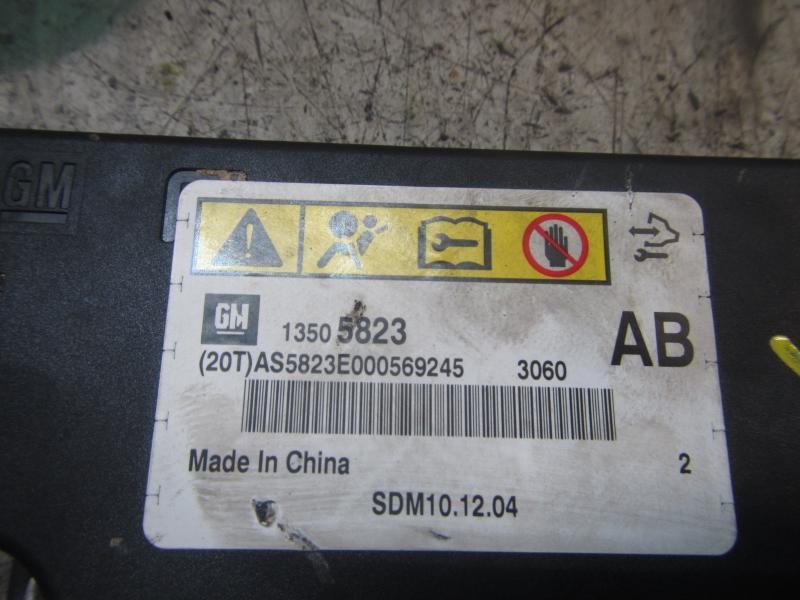 GM
GM 1350 5823
AB
(20T)AS5823E000569245 3060
Made In China 2
SDM10.12.04